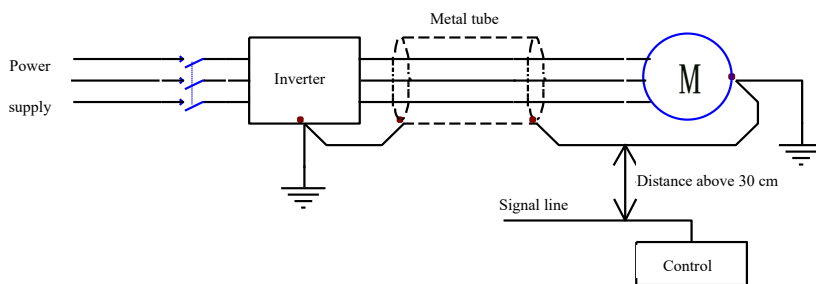 Metal tube
Power
supply
Inverter
M
Distance above 30 cm
Signal line
Control